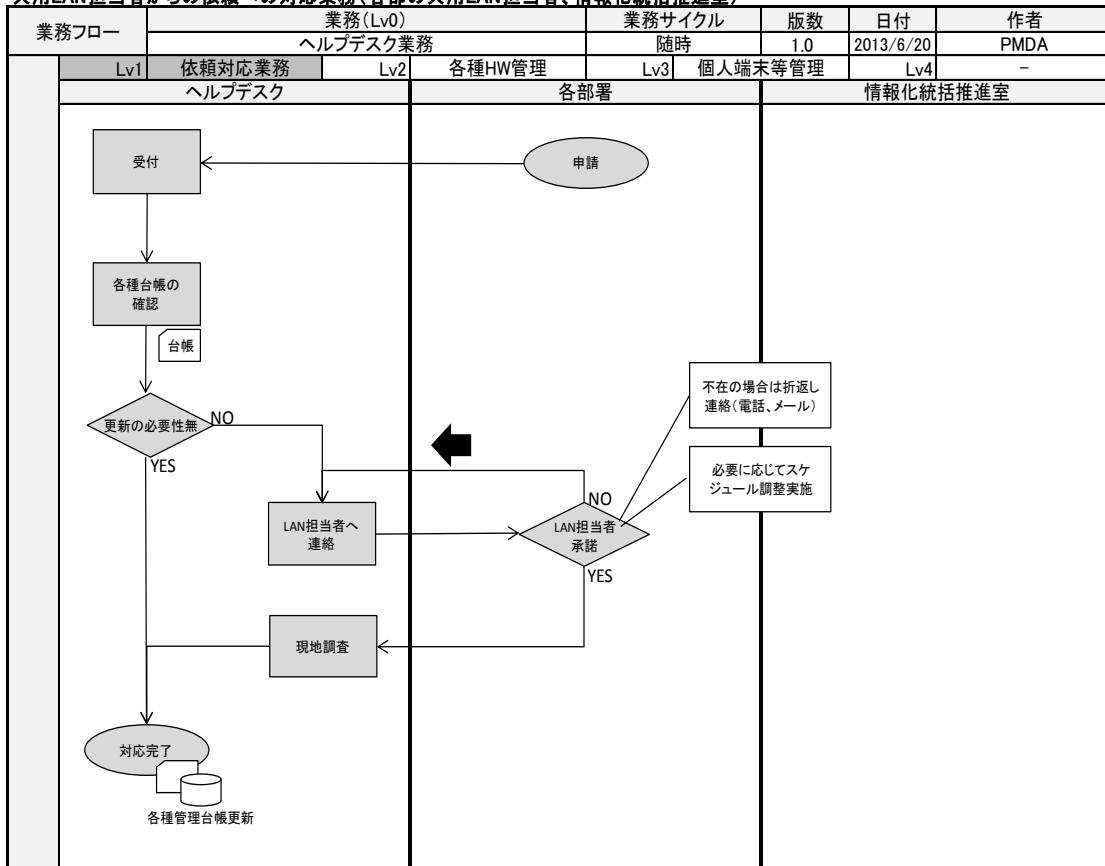 業務フロー
業務(Lv0)
業務サイクル
版数
日付
作者
ヘルプデスク業務
随時
1.0
2013/6/20
PMDA
Lv1
依頼対応業務
Lv2
各種HW管理
Lv3
個人端末等管理
Lv4
－
ヘルプデスク
各部署
情報化統括推進室
受付
申請
各種台帳の
確認
台帳
不在の場合は折返し
連絡(電話、メール)
更新の必要性無
NO
YES
必要に応じてスケ
ジュール調整実施
NO
LAN担当者へ
連絡
LAN担当者
承諾
YES
現地調査
対応完了
各種管理台帳更新